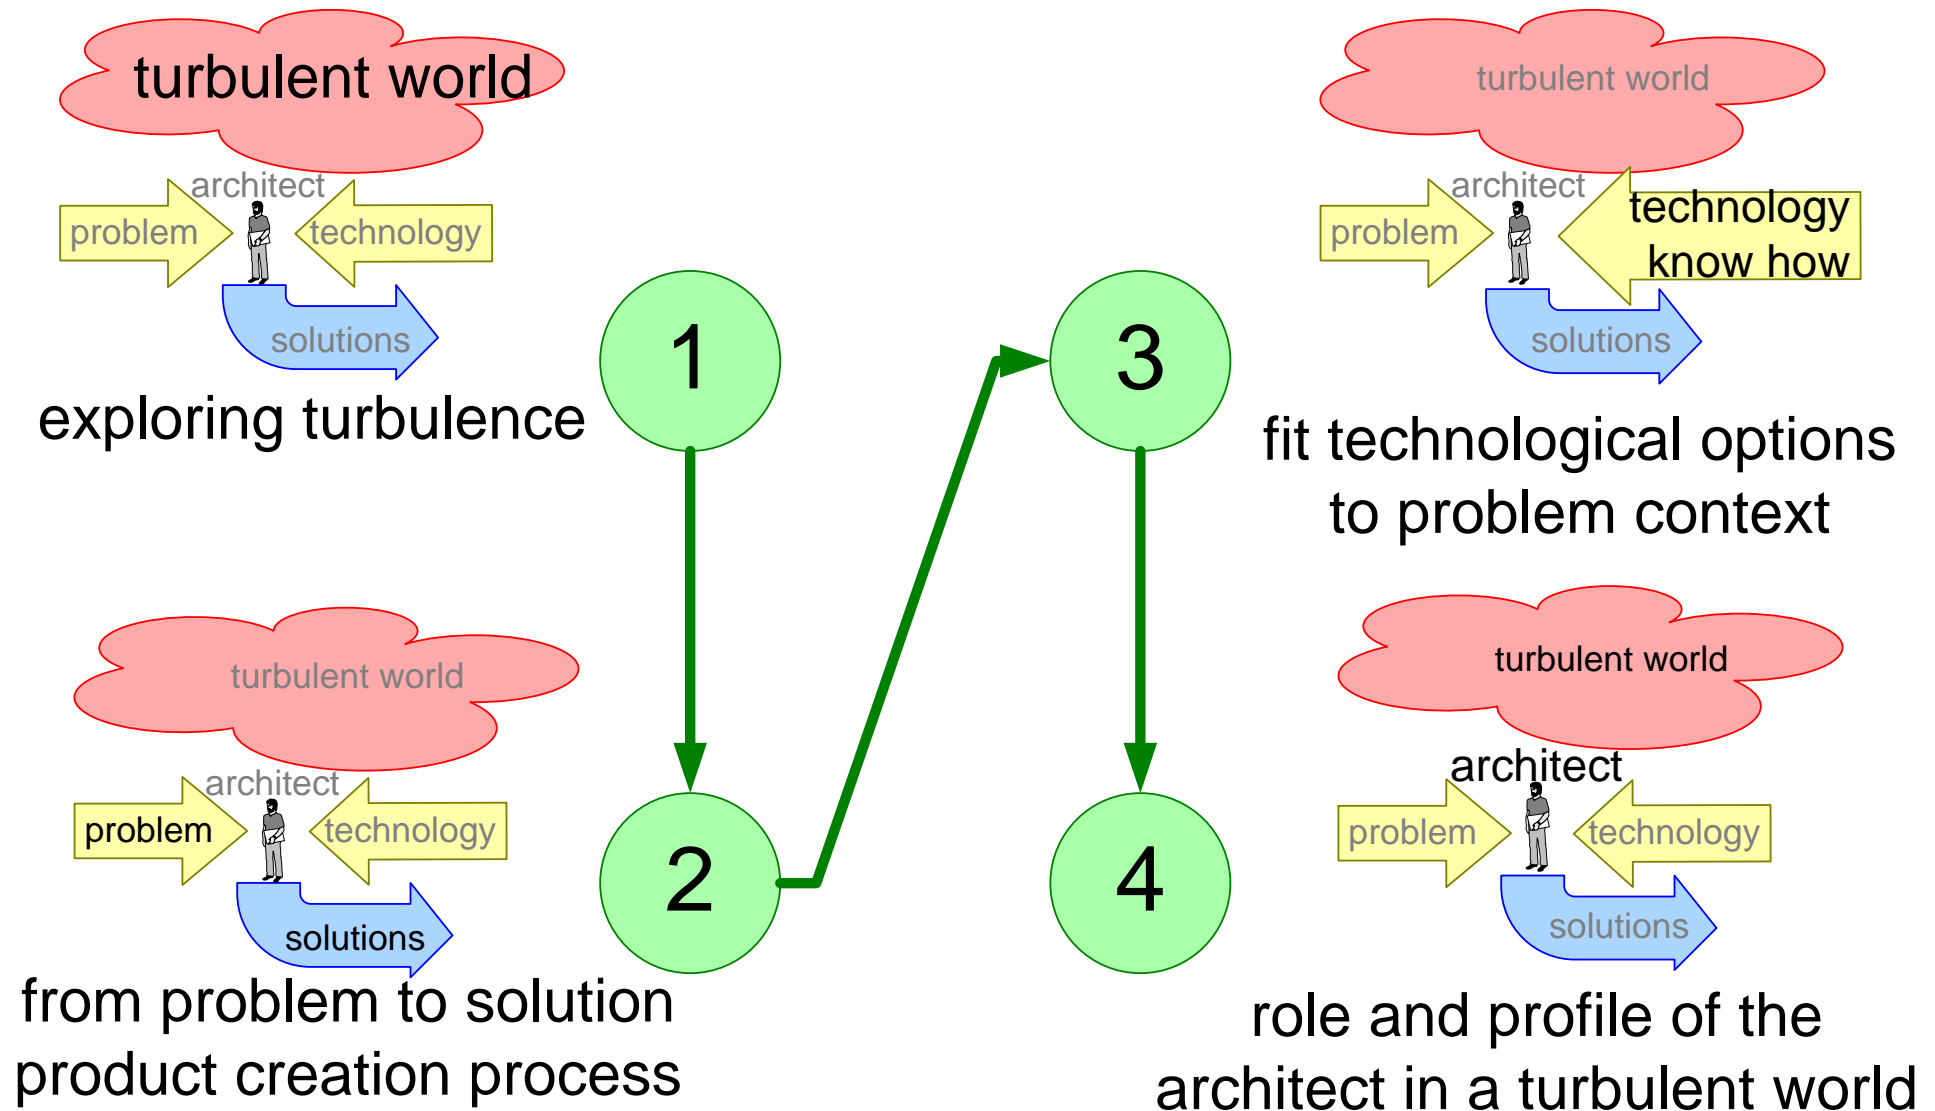 turbulent world
architect
problem
technology
solutions
exploring turbulence
1
turbulent world
architect
problem
technology
solutions
from problem to solution
product creation process
2
3
turbulent world
architect
problem
technology
know how
solutions
fit technological options
to problem context
4
turbulent world
architect
problem
technology
solutions
role and profile of the
architect in a turbulent world